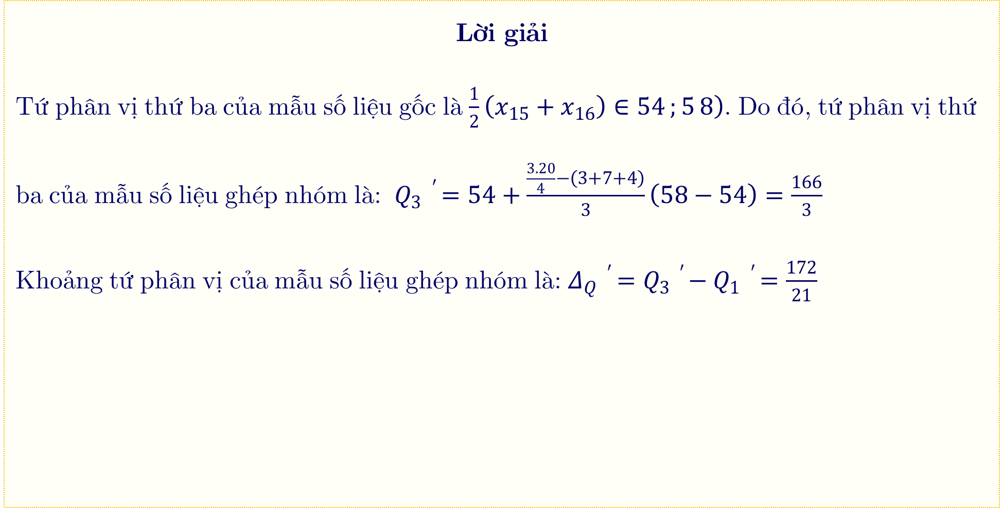 Lời giải
Tứ phân vị thứ ba của mẫu số liệu gốc là $\frac{1}{2}(x_{15} + x_{16}) \in 54 ; 5 8)$. Do đó, tứ phân vị thứ
ba của mẫu số liệu ghép nhóm là: $Q_3{}' = 54 + \frac{\frac{3.20}{4}-(3+7+4)}{3}(58 - 54) = \frac{166}{3}$
Khoảng tứ phân vị của mẫu số liệu ghép nhóm là: $\Delta_Q{}' = Q_3{}' - Q_1{}' = \frac{172}{21}$